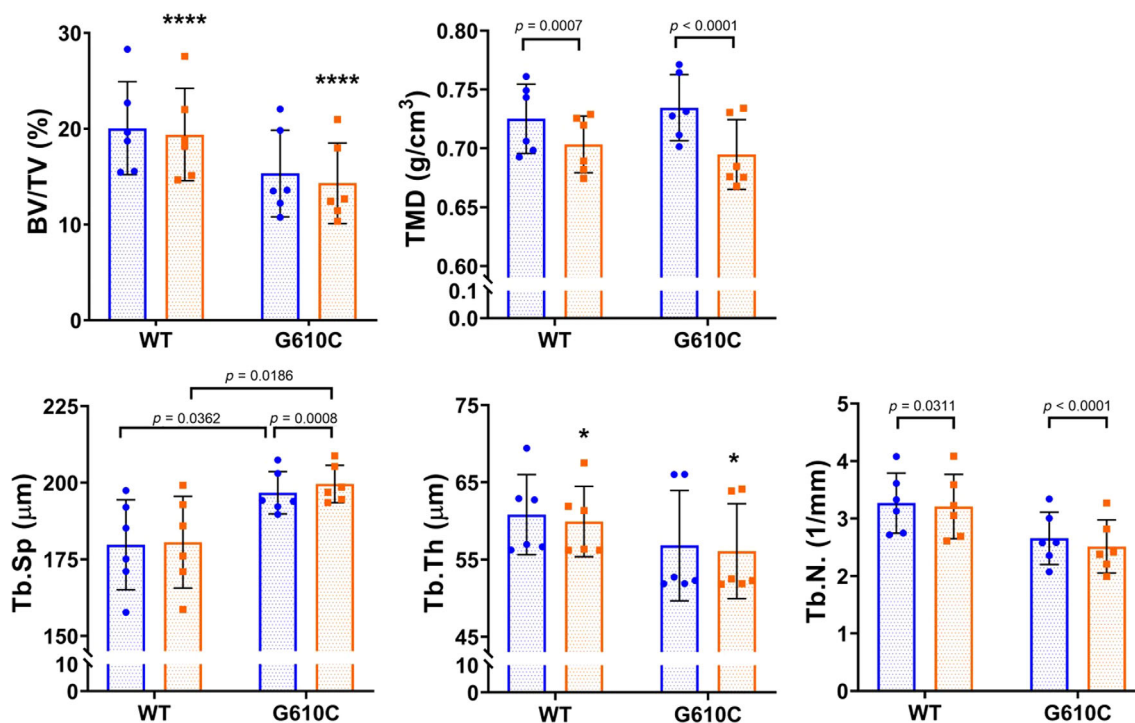 ****
****
30
20
10
0
BV/TV (%)
WT
G610C
p = 0.0007
p < 0.0001
0.80
0.75
0.70
0.65
0.60
0.1
0.0
TMD (g/cm³)
WT
G610C
p = 0.0186
p = 0.0362
p = 0.0008
225
200
175
150
10
0
Tb.Sp (μm)
WT
G610C
*
*
75
65
55
45
10
0
Tb.Th (μm)
WT
G610C
p = 0.0311
p < 0.0001
5
4
3
2
1
0
Tb.N. (1/mm)
WT
G610C